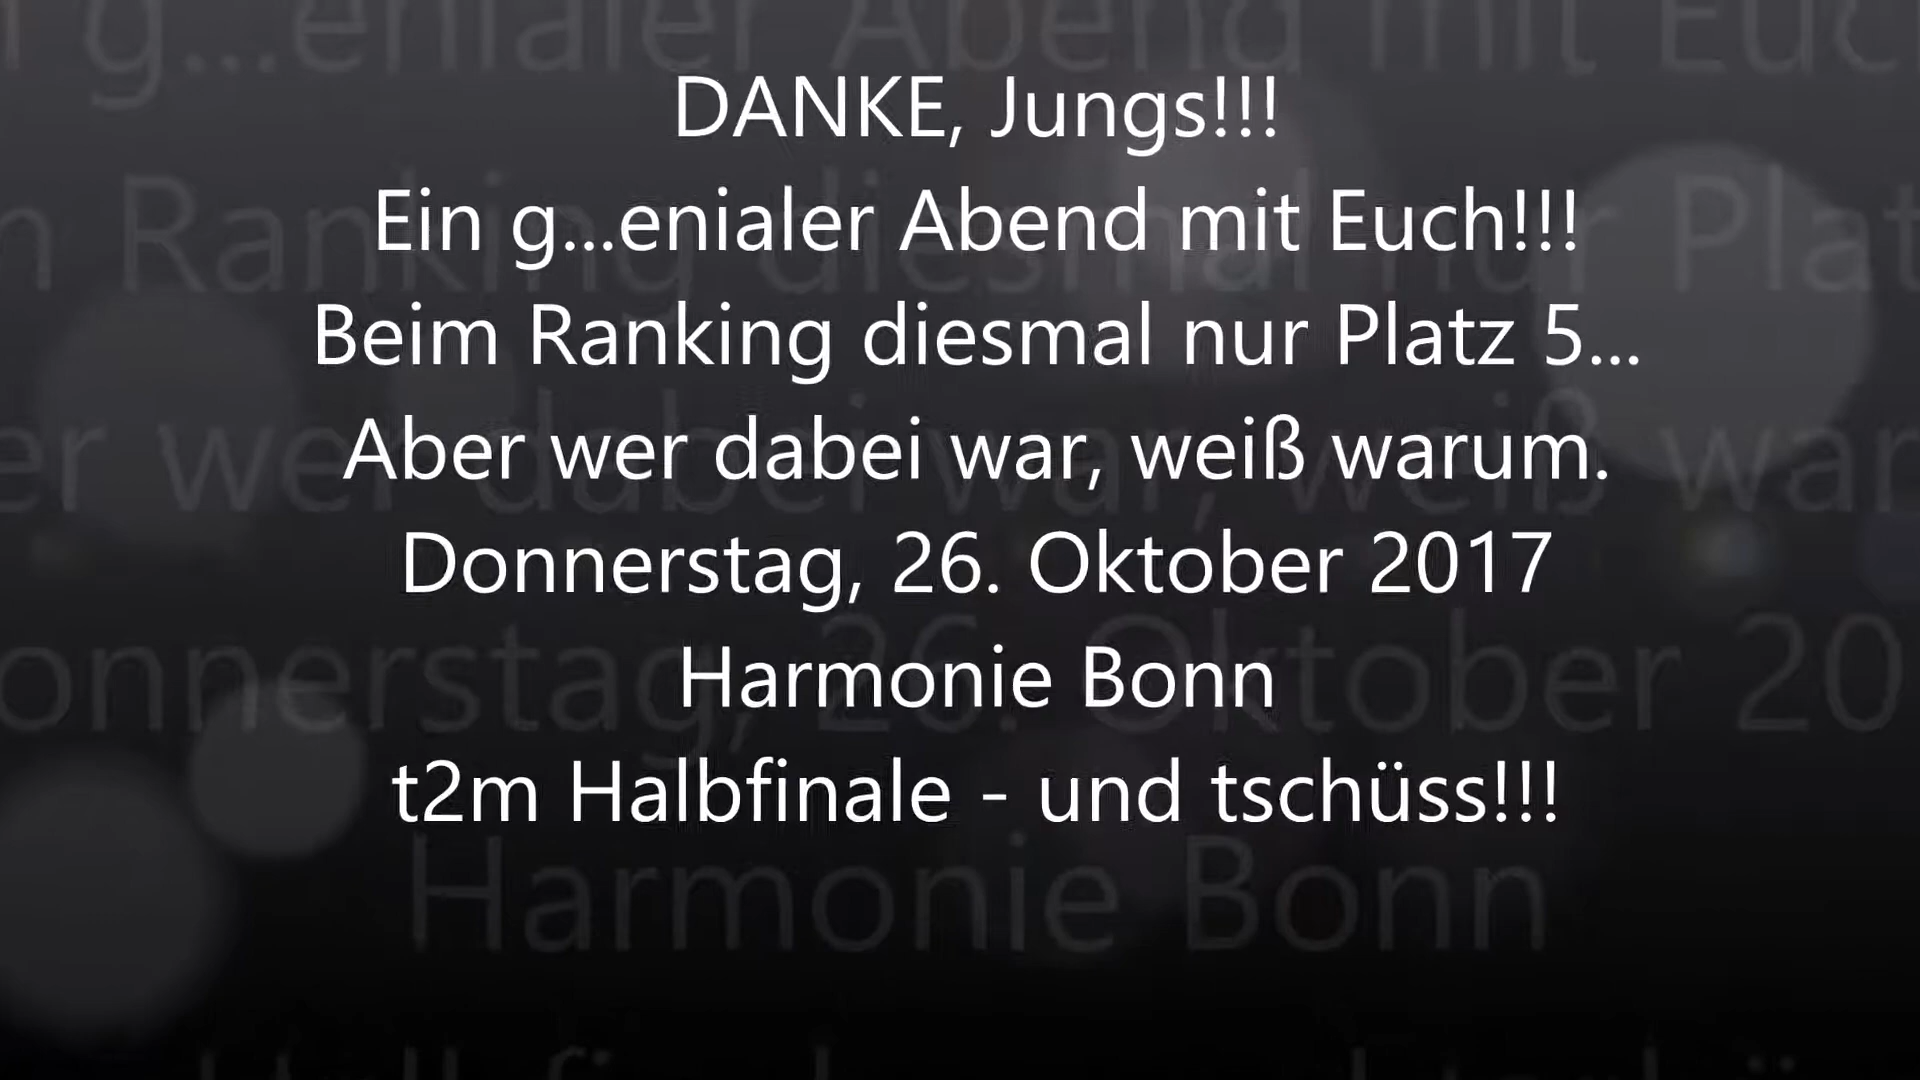 DANKE, Jungs!!!
Ein g...enialer Abend mit Euch!!!
Beim Ranking diesmal nur Platz 5...
Aber wer dabei war, weiß warum.
Donnerstag, 26. Oktober 2017
Harmonie Bonn
t2m Halbfinale - und tschüss!!!